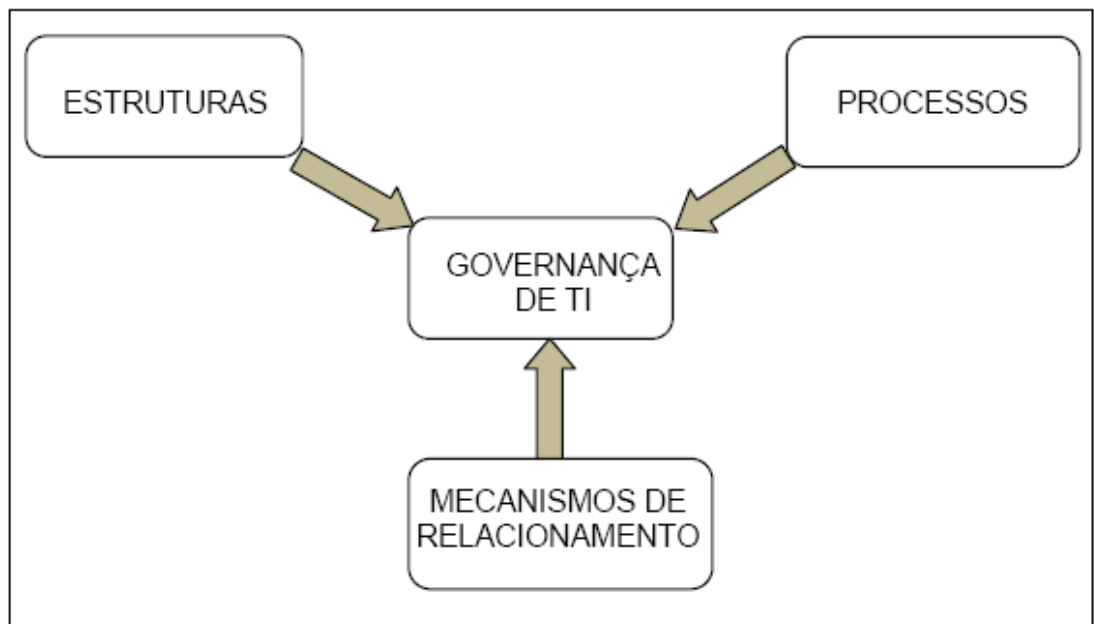 ESTRUTURAS
PROCESSOS
GOVERNANÇA
DE TI
MECANISMOS DE
RELACIONAMENTO